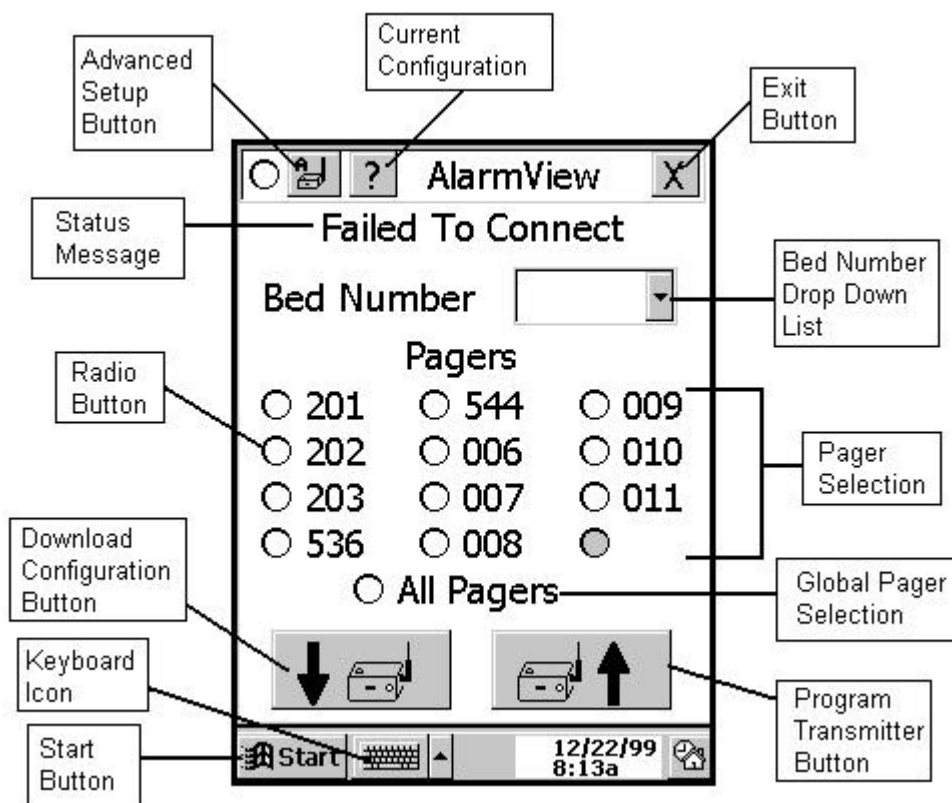 Advanced
Setup
Button
Current
Configuration
Exit
Button
A
?
AlarmView
X
Status
Message
Failed To Connect
Bed Number
Bed Number
Drop Down
List
Pagers
Radio
Button
201 544 009
202 006 010
203 007 011
536 008
Pager
Selection
Download
Configuration
Button
All Pagers
Global Pager
Selection
Keyboard
Icon
Program
Transmitter
Button
Start
Button
Start
12/22/99
8:13a